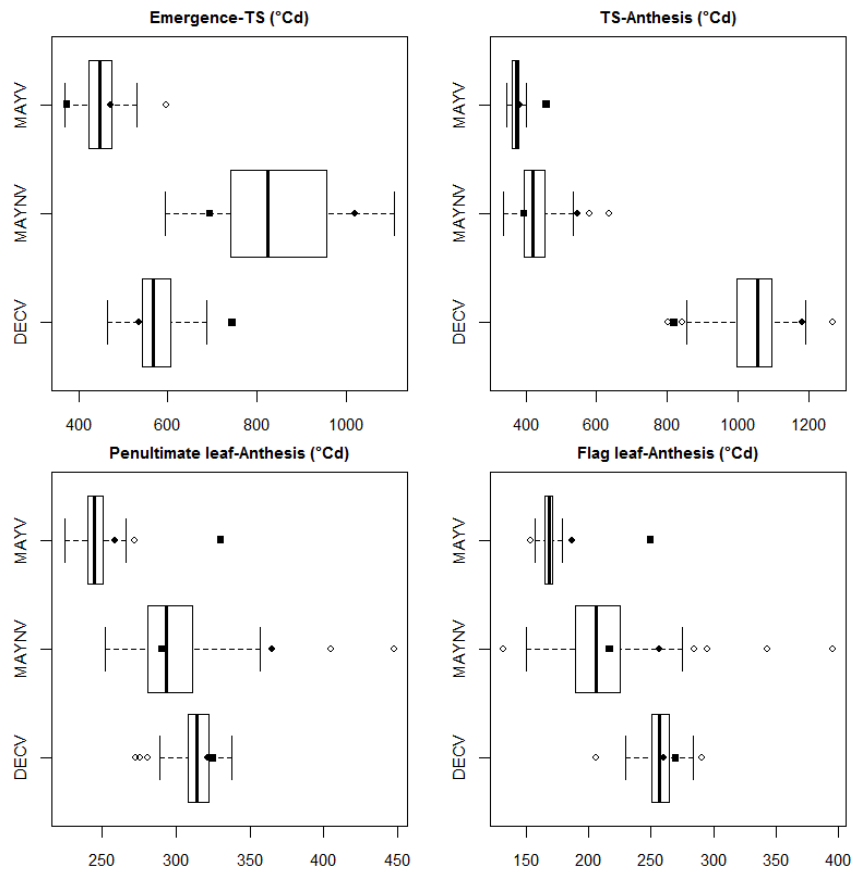 Emergence-TS (°Cd)
MAYV
MAYNV
DECV
400 600 800 1000
TS-Anthesis (°Cd)
MAYV
MAYNV
DECV
400 600 800 1000 1200
Penultimate leaf-Anthesis (°Cd)
MAYV
MAYNV
DECV
250 300 350 400 450
Flag leaf-Anthesis (°Cd)
MAYV
MAYNV
DECV
150 200 250 300 350 400